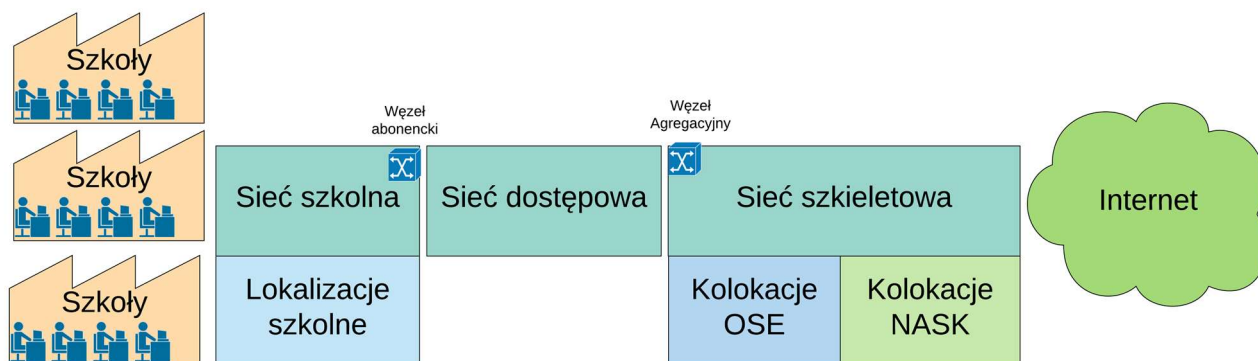 Szkoły
Szkoły
Szkoły
Węzeł
abonencki
Węzeł
Agregacyjny
Sieć szkolna
Sieć dostępowa
Sieć szkieletowa
Internet
Lokalizacje
szkolne
Kolokacje
OSE
Kolokacje
NASK